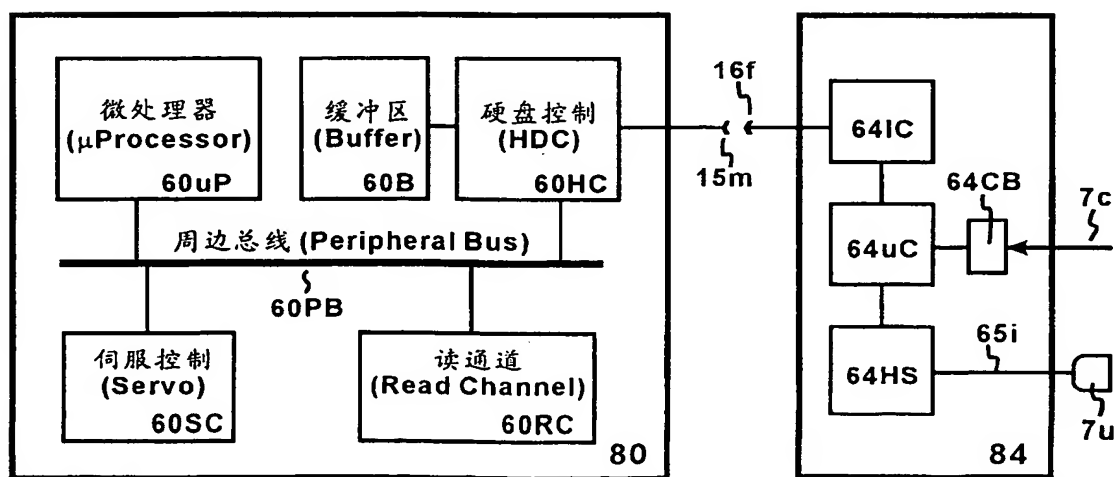 微处理器
(μProcessor)
60uP
缓冲区
(Buffer)
60B
硬盘控制
(HDC)
60HC
周边总线 (Peripheral Bus)
60PB
伺服控制
(Servo)
60SC
读通道
(Read Channel)
60RC
80
16f
15m
64IC
64CB
7c
64uC
65i
64HS
7u
84